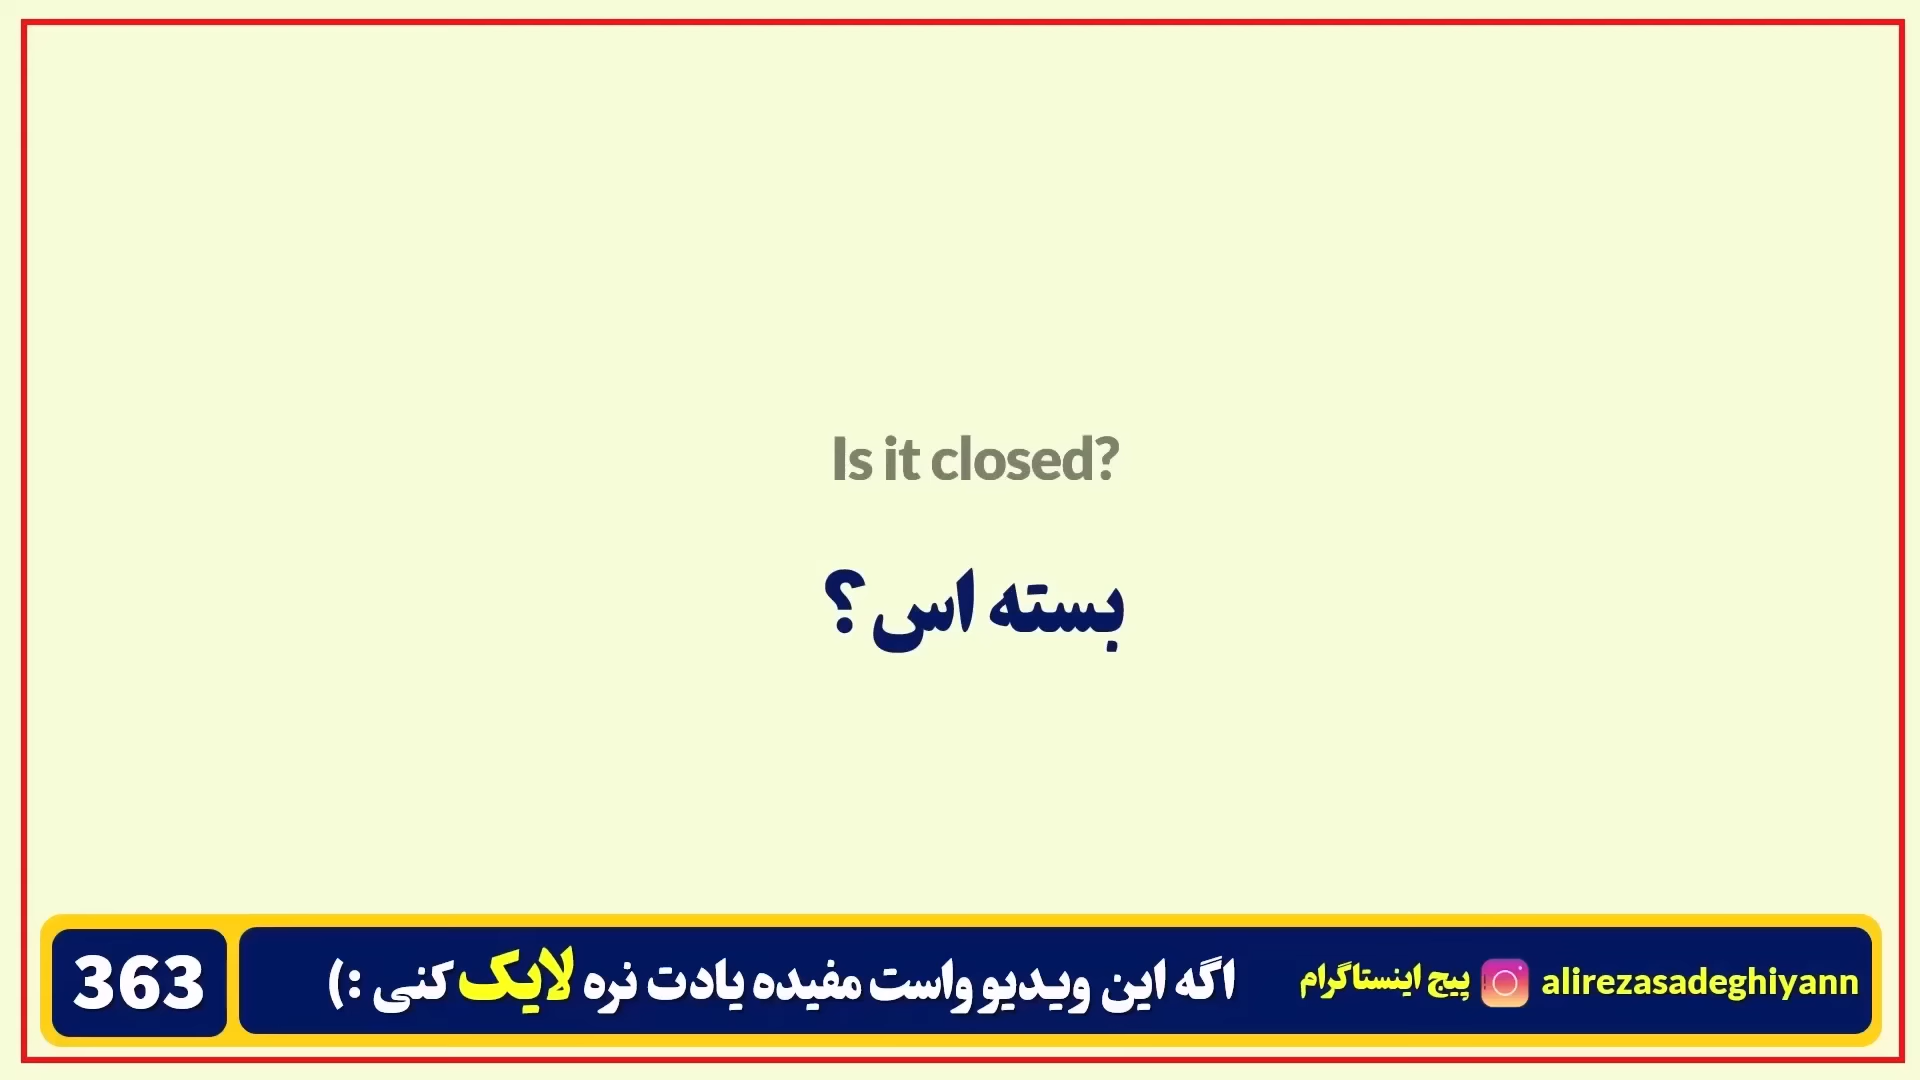 Is it closed?
بسته اس ؟
363
اگه این ویدیو واست مفیده یادت نره لایک کنی :)
پیج اینستاگرام
alirezasadeghiyann